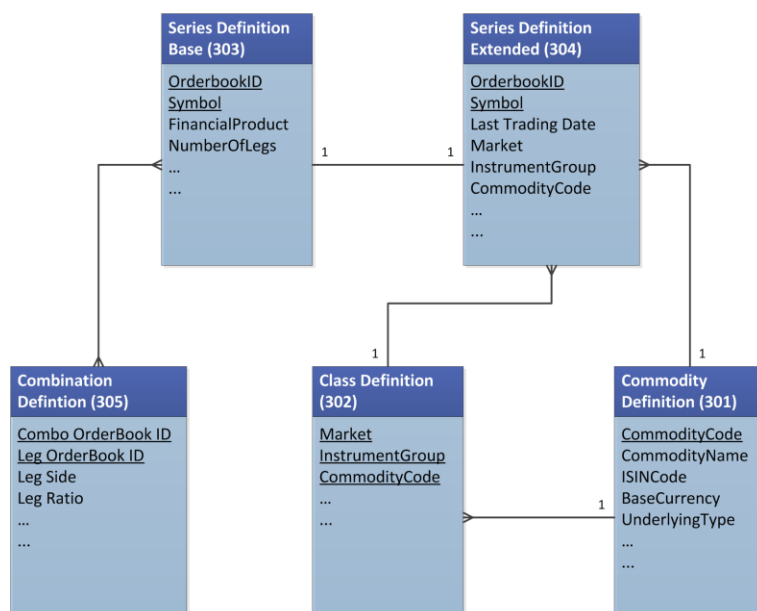 Series Definition
Base (303)
OrderbookID
Symbol
FinancialProduct
NumberOfLegs
...
...
Series Definition
Extended (304)
OrderbookID
Symbol
Last Trading Date
Market
InstrumentGroup
CommodityCode
...
...
1
1
1
1
Combination
Defintion (305)
Combo OrderBook ID
Leg OrderBook ID
Leg Side
Leg Ratio
...
...
Class Definition
(302)
Market
InstrumentGroup
CommodityCode
...
...
1
Commodity
Definition (301)
CommodityCode
CommodityName
ISINCode
BaseCurrency
UnderlyingType
...
...